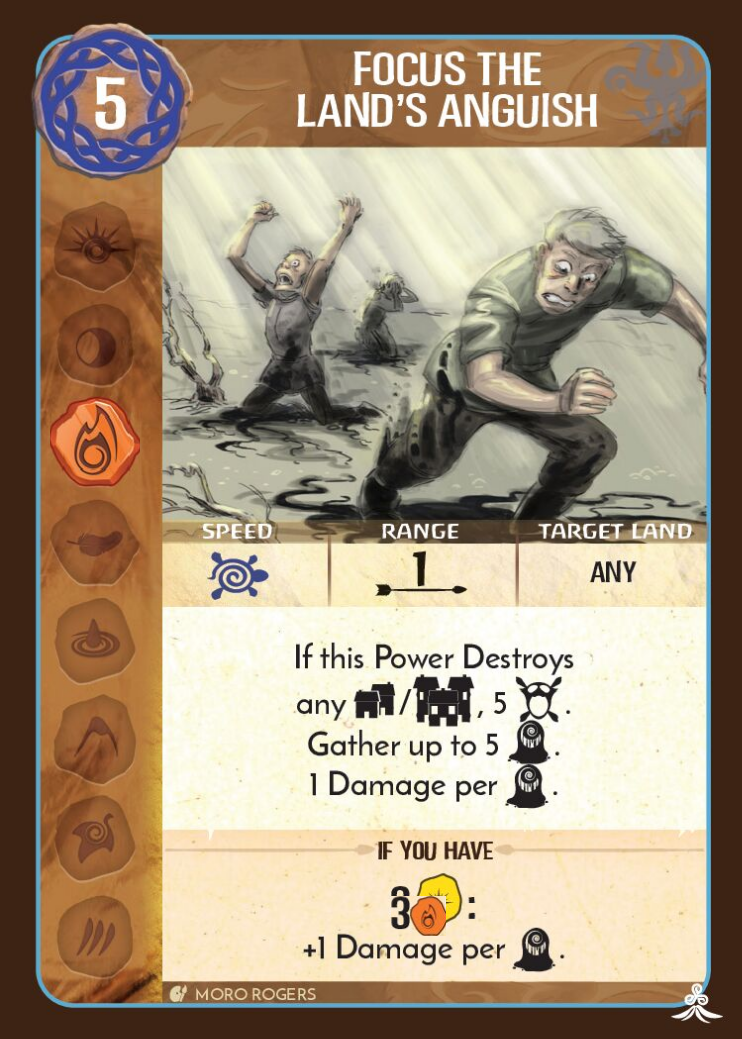 5
FOCUS THE
LAND'S ANGUISH
SPEED RANGE TARGET LAND
1 ANY
If this Power Destroys
any / , 5 .
Gather up to 5 .
1 Damage per .
IF YOU HAVE
3 :
+1 Damage per .
MORO ROGERS